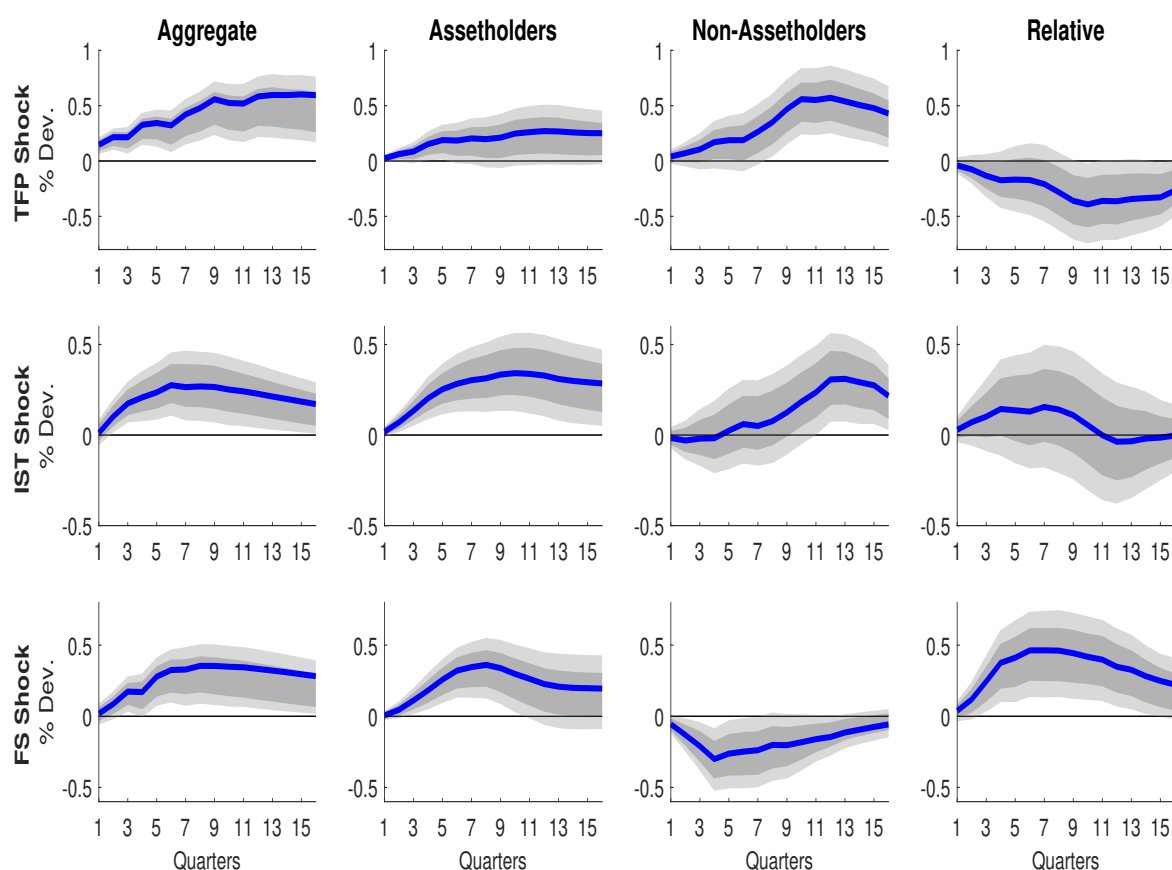 Aggregate Assetholders Non-Assetholders Relative
TFP Shock
% Dev.
1 1 1 1
0.5 0.5 0.5 0.5
0 0 0 0
-0.5 -0.5 -0.5 -0.5
1 3 5 7 9 11 13 15 1 3 5 7 9 11 13 15 1 3 5 7 9 11 13 15 1 3 5 7 9 11 13 15
IST Shock
% Dev.
0.5 0.5 0.5 0.5
0 0 0 0
-0.5 -0.5 -0.5 -0.5
1 3 5 7 9 11 13 15 1 3 5 7 9 11 13 15 1 3 5 7 9 11 13 15 1 3 5 7 9 11 13 15
FS Shock
% Dev.
0.5 0.5 0.5 0.5
0 0 0 0
-0.5 -0.5 -0.5 -0.5
1 3 5 7 9 11 13 15 1 3 5 7 9 11 13 15 1 3 5 7 9 11 13 15 1 3 5 7 9 11 13 15
Quarters Quarters Quarters Quarters